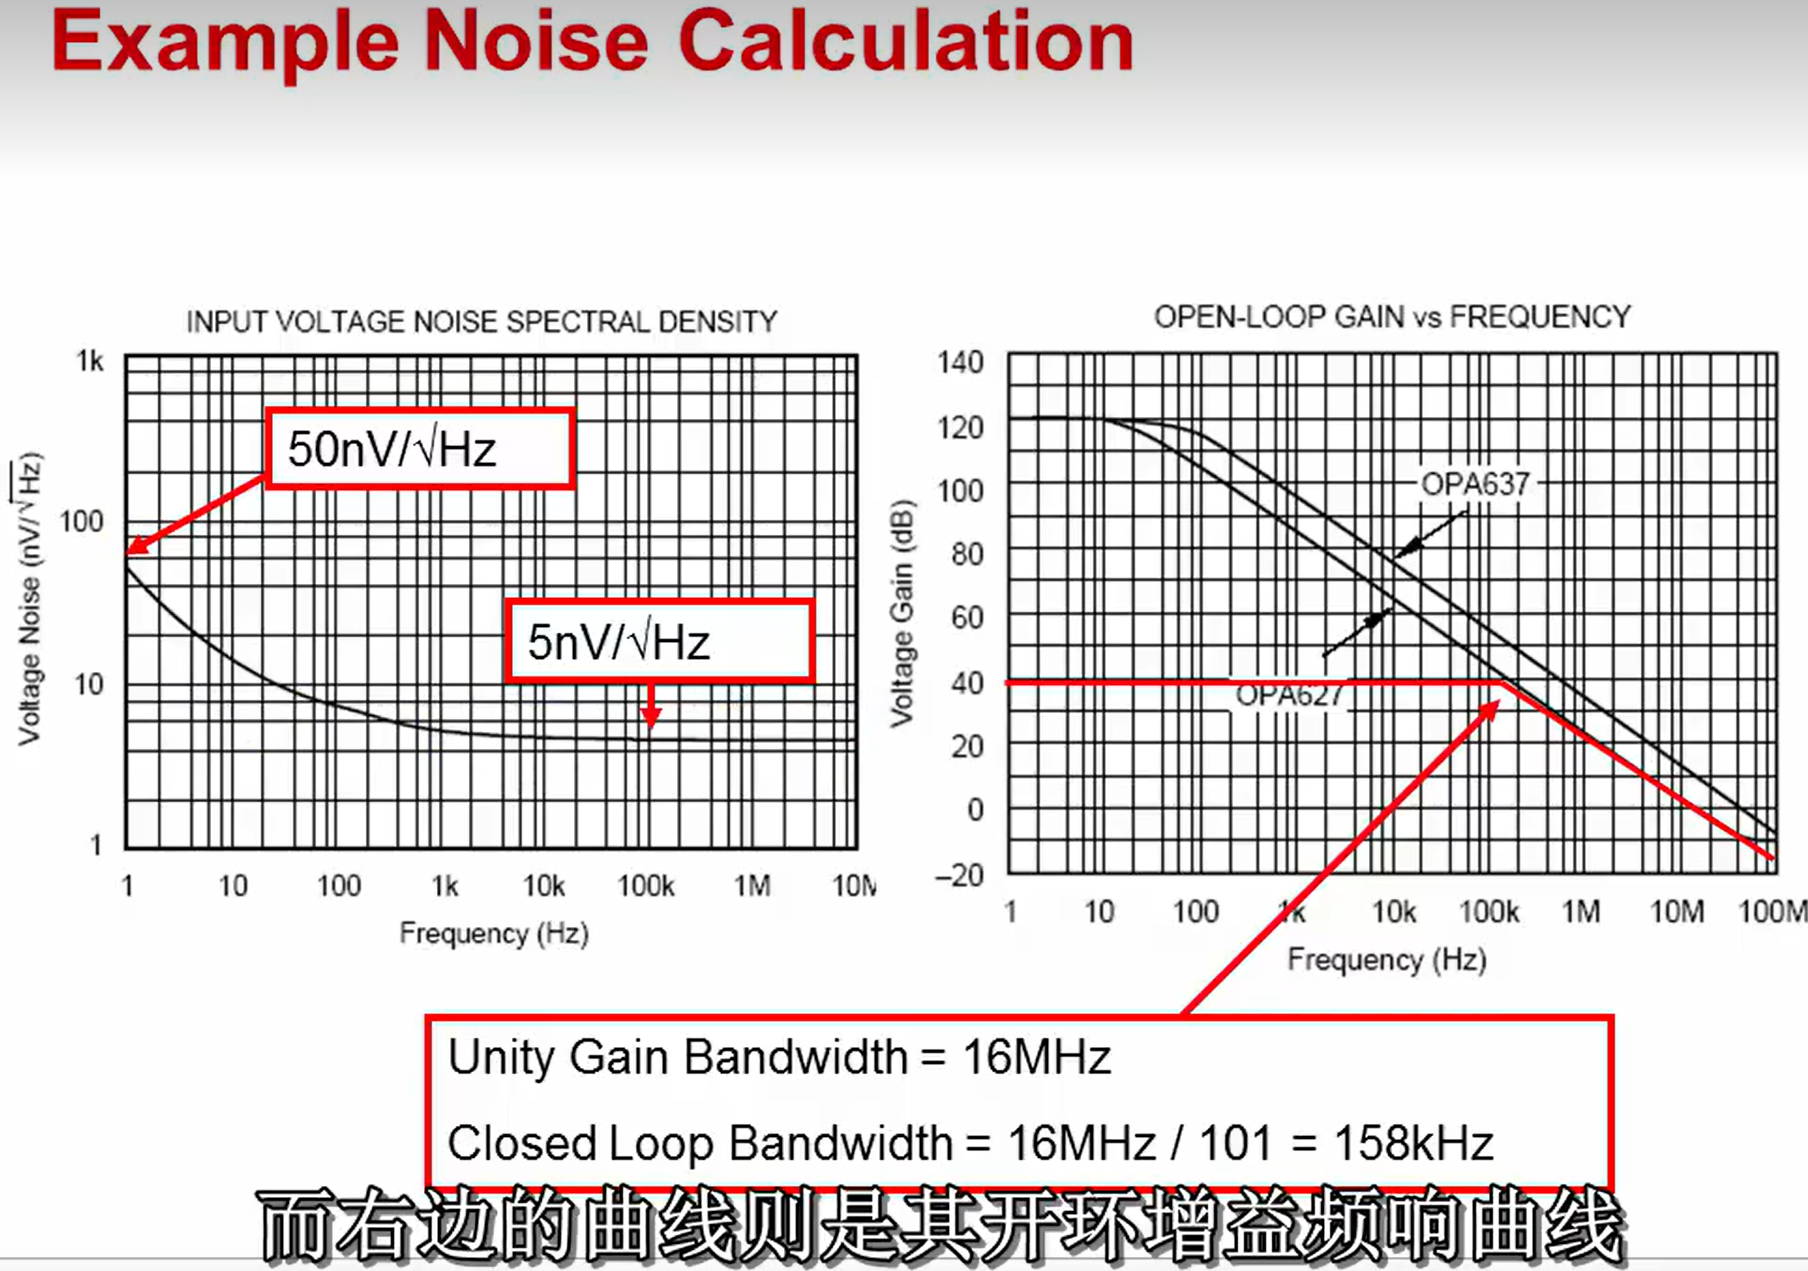 Example Noise Calculation
INPUT VOLTAGE NOISE SPECTRAL DENSITY
1k
100
10
1
Voltage Noise (nV/√Hz)
50nV/√Hz
5nV/√Hz
1 10 100 1k 10k 100k 1M 10M
Frequency (Hz)
OPEN-LOOP GAIN vs FREQUENCY
140
120
100
80
60
40
20
0
–20
Voltage Gain (dB)
OPA637
OPA627
1 10 100 1k 10k 100k 1M 10M 100M
Frequency (Hz)
Unity Gain Bandwidth = 16MHz
Closed Loop Bandwidth = 16MHz / 101 = 158kHz
而右边的曲线则是其开环增益频响曲线